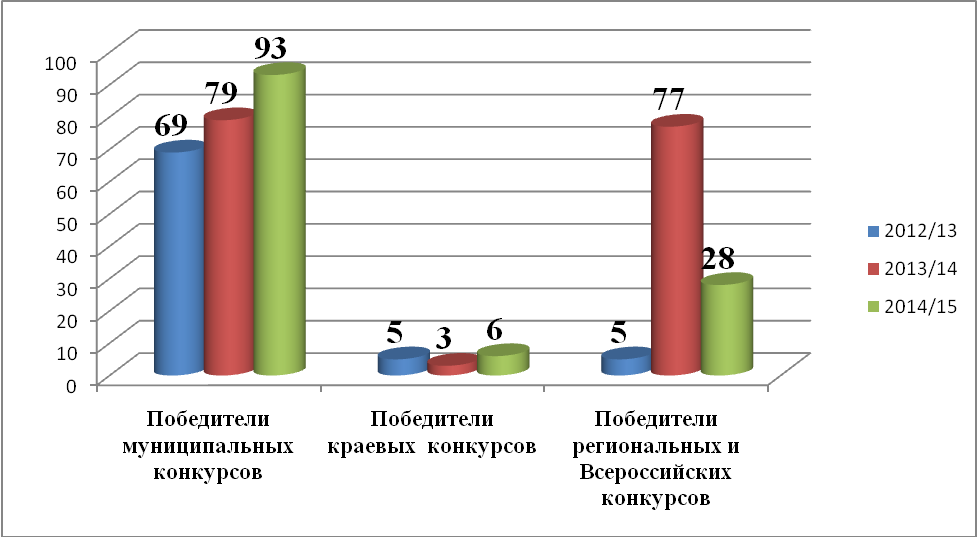 100
90
80
70
60
50
40
30
20
10
0
69
79
93
5
3
6
5
77
28
Победители
муниципальных
конкурсов
Победители
краевых конкурсов
Победители
региональных и
Всероссийских
конкурсов
2012/13
2013/14
2014/15